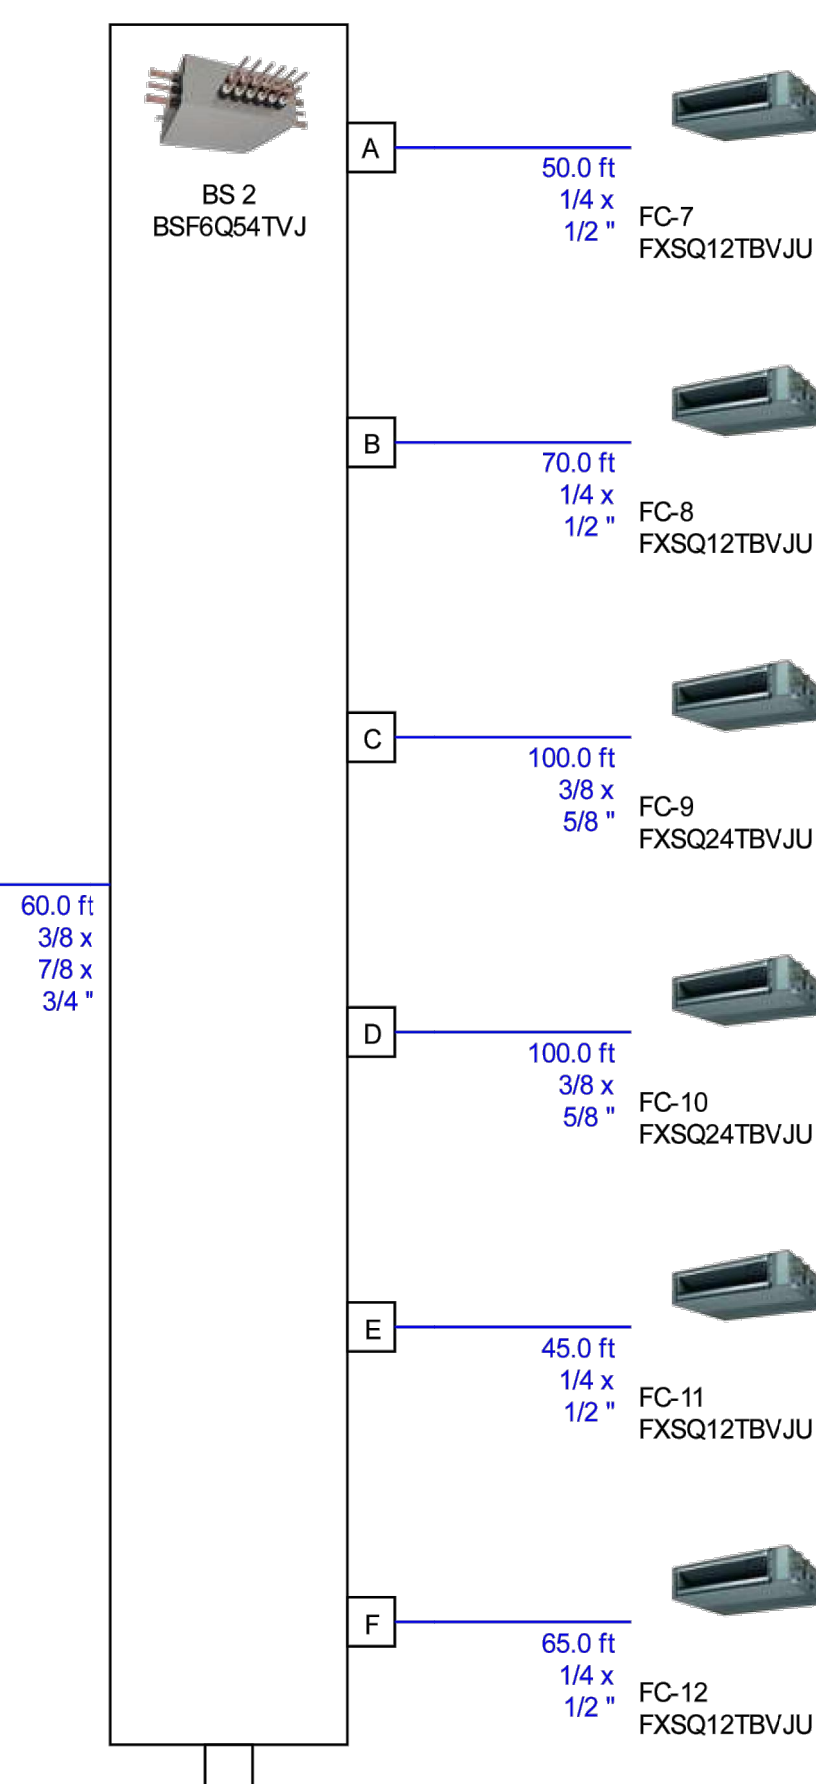 BS 2
BSF6Q54TVJ
A
50.0 ft
1/4 x
1/2 "
FC-7
FXSQ12TBVJU
B
70.0 ft
1/4 x
1/2 "
FC-8
FXSQ12TBVJU
C
100.0 ft
3/8 x
5/8 "
FC-9
FXSQ24TBVJU
60.0 ft
3/8 x
7/8 x
3/4 "
D
100.0 ft
3/8 x
5/8 "
FC-10
FXSQ24TBVJU
E
45.0 ft
1/4 x
1/2 "
FC-11
FXSQ12TBVJU
F
65.0 ft
1/4 x
1/2 "
FC-12
FXSQ12TBVJU